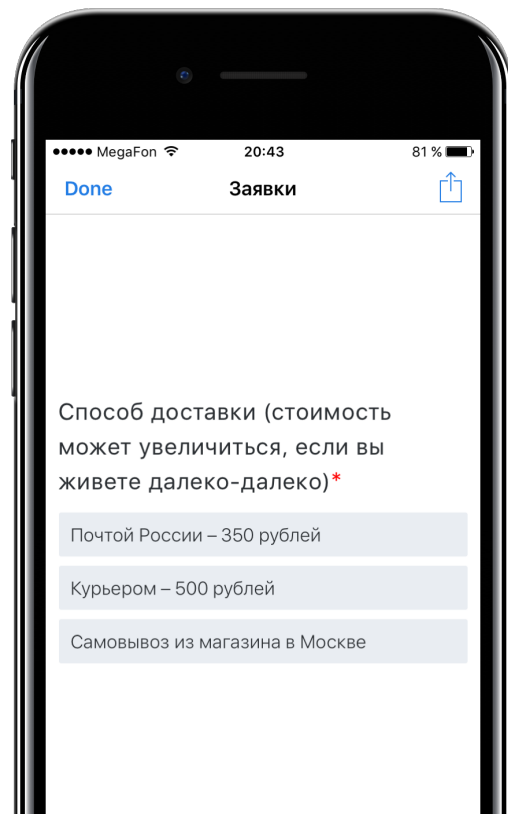 MegaFon 20:43 81 %
Done Заявки
Способ доставки (стоимость
может увеличиться, если вы
живете далеко-далеко)*
Почтой России – 350 рублей
Курьером – 500 рублей
Самовывоз из магазина в Москве